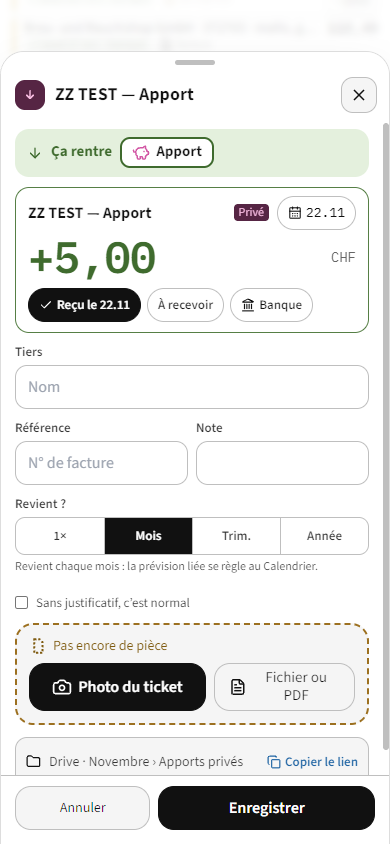 ZZ TEST — Apport
Ça rentre Apport
ZZ TEST — Apport Privé 22.11
+5,00 CHF
Reçu le 22.11 À recevoir Banque
Tiers
Nom
Référence Note
N° de facture
Revient ?
1× Mois Trim. Année
Revient chaque mois : la prévision liée se règle au Calendrier.
Sans justificatif, c’est normal
Pas encore de pièce
Photo du ticket Fichier ou
PDF
Drive · Novembre › Apports privés Copier le lien
Annuler Enregistrer